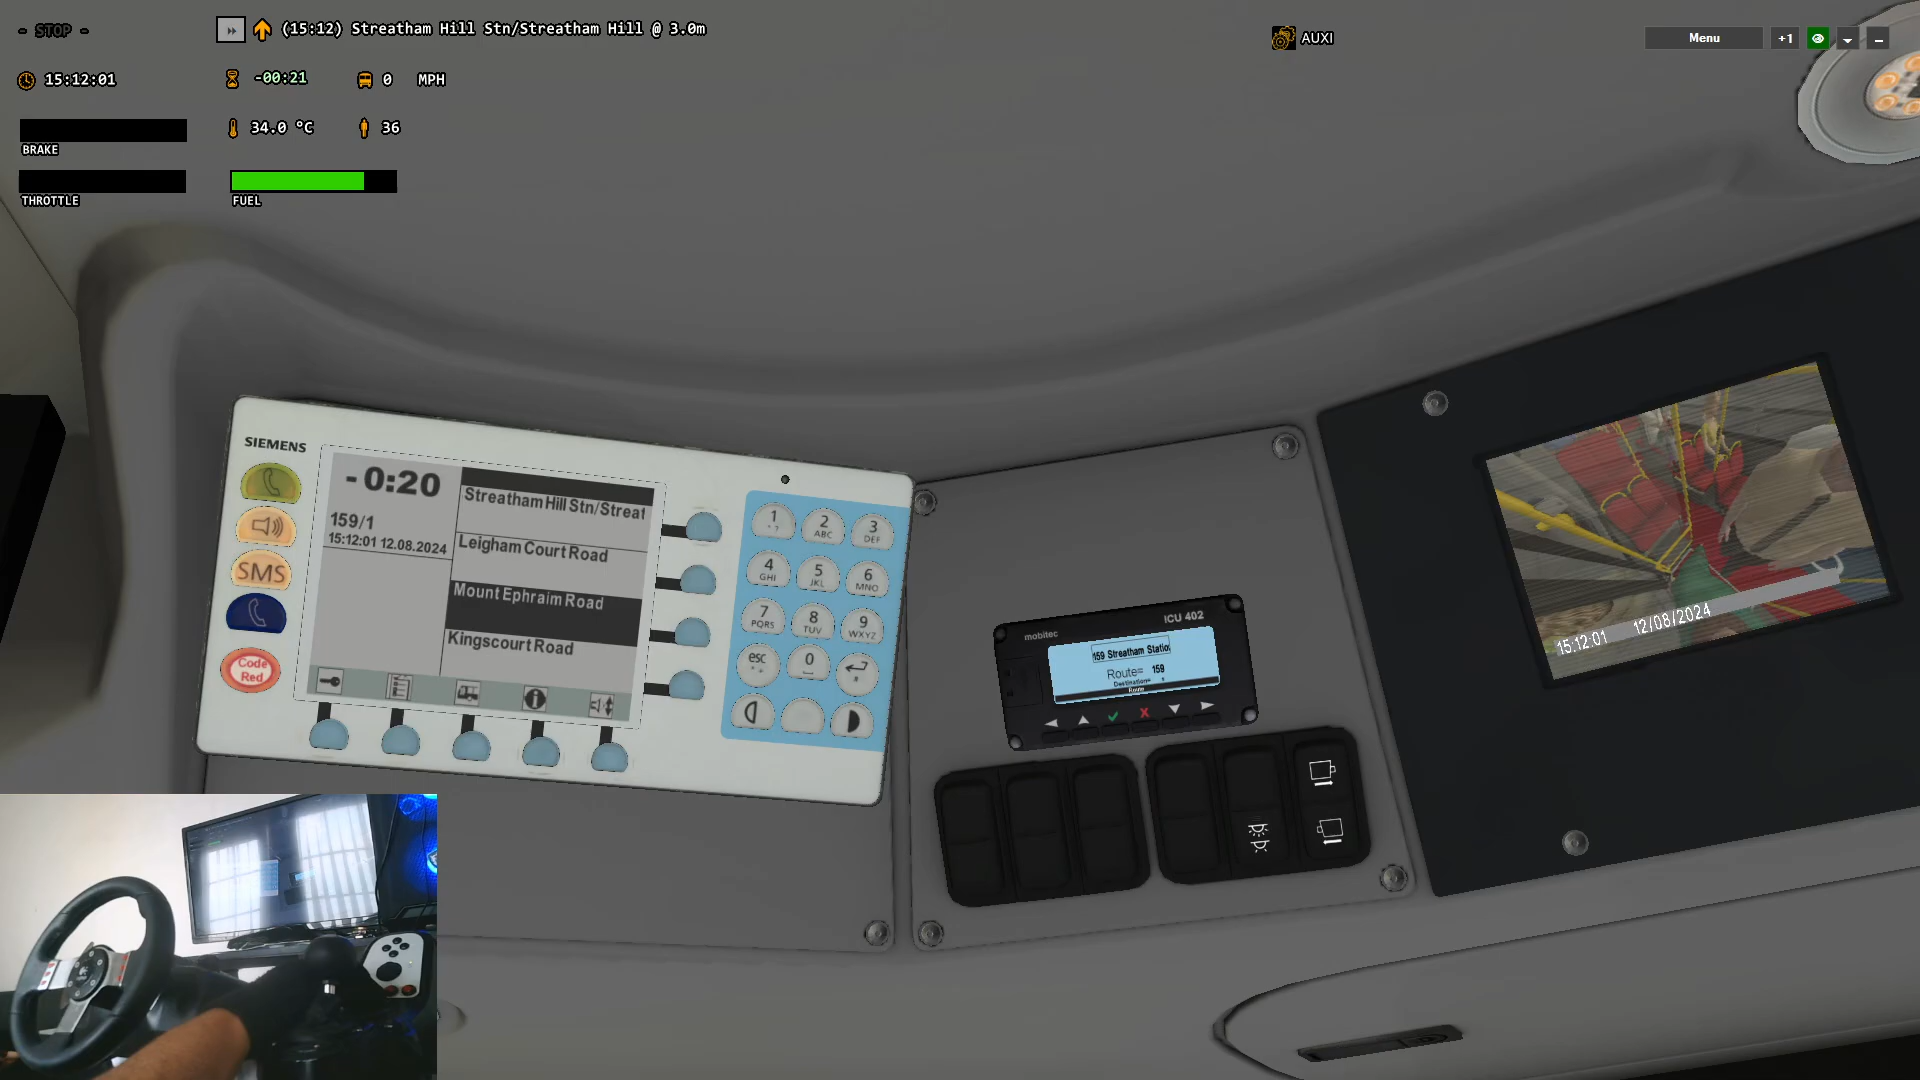 - STOP -
(15:12) Streatham Hill Stn/Streatham Hill @ 3.0m
AUXI
Menu
+1
15:12:01
-00:21
0 MPH
34.0 °C
36
BRAKE
THROTTLE
FUEL
SIEMENS
SMS
Code
Red
-0:20
159/1
15:12:01 12.08.2024
Streatham Hill Stn/Streat
Leigham Court Road
Mount Ephraim Road
Kingscourt Road
1
2
ABC
3
DEF
4
GHI
5
JKL
6
MNO
7
PQRS
8
TUV
9
WXYZ
esc
0
mobitec
ICU 402
159 Streatham Statio
Route= 159
Destination=
Route
15:12:01 12/08/2024